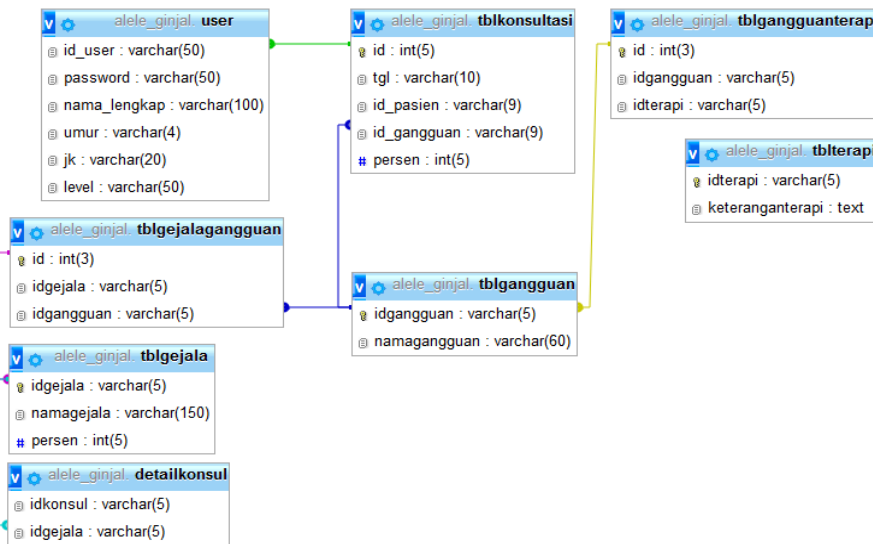 alele_ginjal. user
id_user : varchar(50)
password : varchar(50)
nama_lengkap : varchar(100)
umur : varchar(4)
jk : varchar(20)
level : varchar(50)
alele_ginjal. tblkonsultasi
id : int(5)
tgl : varchar(10)
id_pasien : varchar(9)
id_gangguan : varchar(9)
# persen : int(5)
alele_ginjal. tblgangguanterapi
id : int(3)
idgangguan : varchar(5)
idterapi : varchar(5)
alele_ginjal. tblterapi
idterapi : varchar(5)
keteranganterapi : text
alele_ginjal. tblgejalagangguan
id : int(3)
idgejala : varchar(5)
idgangguan : varchar(5)
alele_ginjal. tblgangguan
idgangguan : varchar(5)
namagangguan : varchar(60)
alele_ginjal. tblgejala
idgejala : varchar(5)
namagejala : varchar(150)
# persen : int(5)
alele_ginjal. detailkonsul
idkonsul : varchar(5)
idgejala : varchar(5)